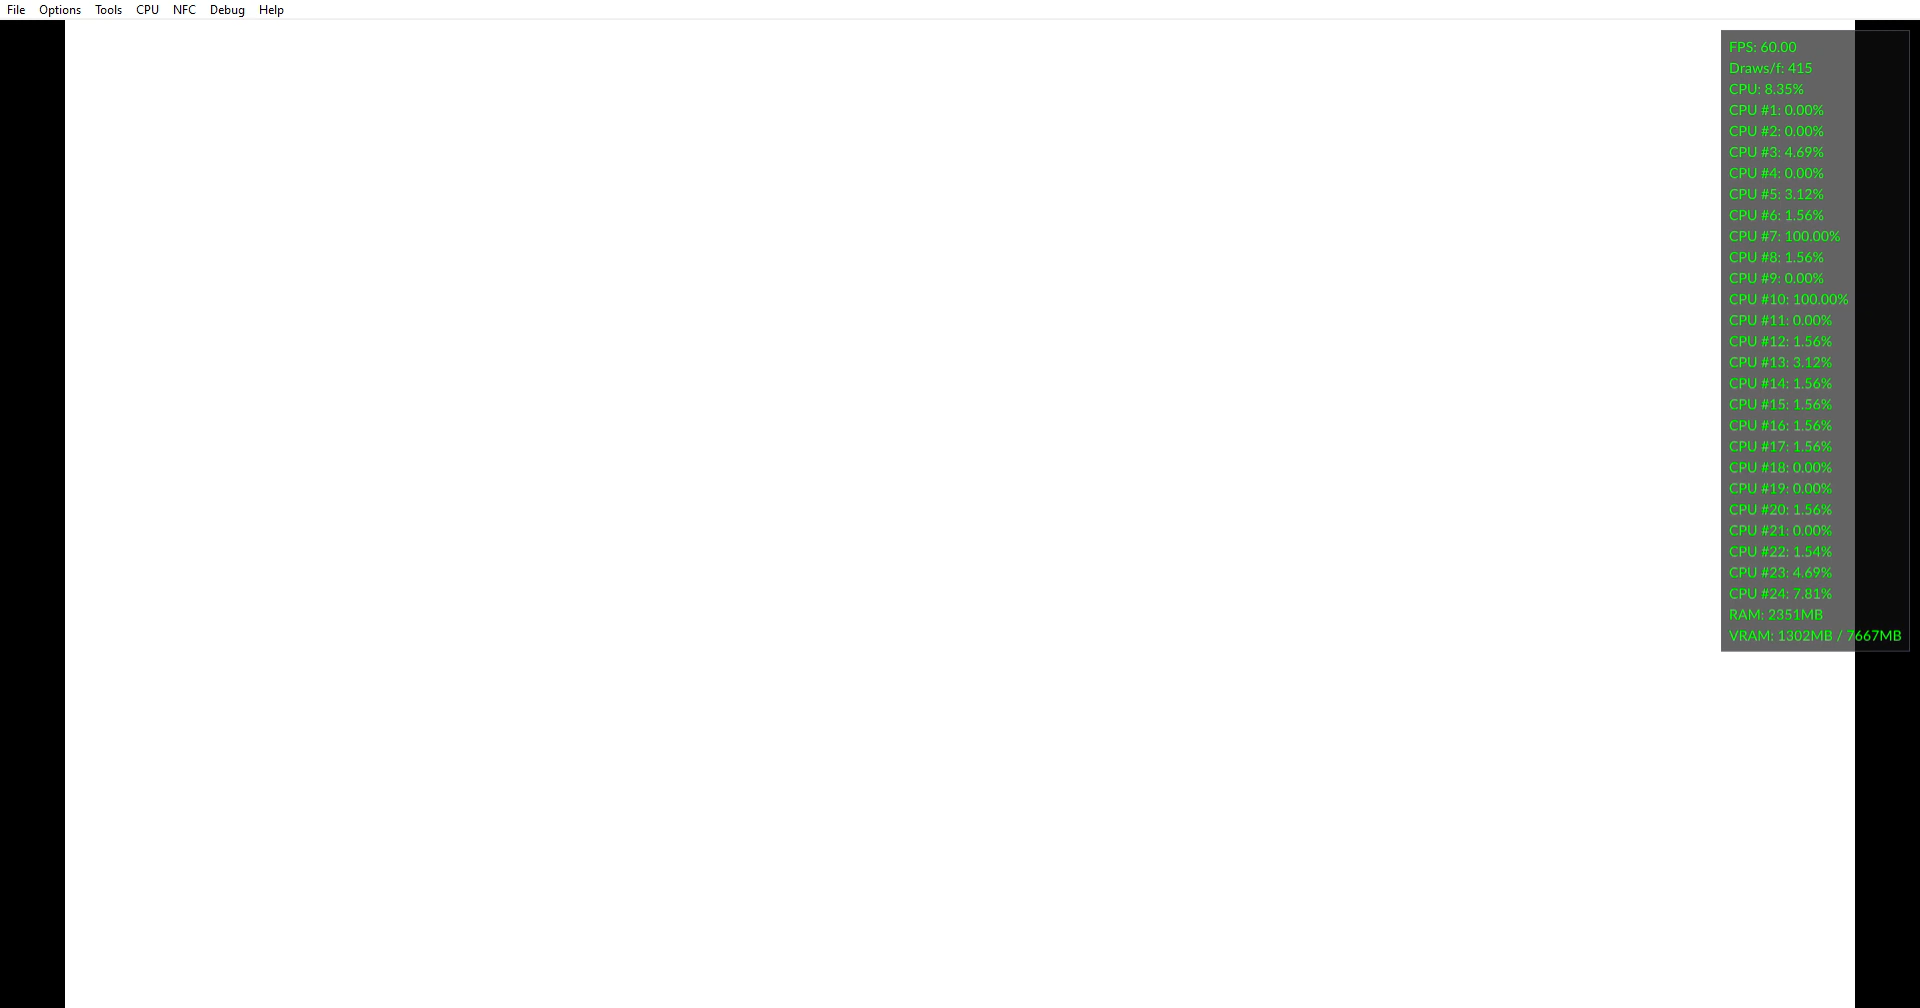 File Options Tools CPU NFC Debug Help
FPS: 60.00
Draws/f: 415
CPU: 8.35%
CPU #1: 0.00%
CPU #2: 0.00%
CPU #3: 4.69%
CPU #4: 0.00%
CPU #5: 3.12%
CPU #6: 1.56%
CPU #7: 100.00%
CPU #8: 1.56%
CPU #9: 0.00%
CPU #10: 100.00%
CPU #11: 0.00%
CPU #12: 1.56%
CPU #13: 3.12%
CPU #14: 1.56%
CPU #15: 1.56%
CPU #16: 1.56%
CPU #17: 1.56%
CPU #18: 0.00%
CPU #19: 0.00%
CPU #20: 1.56%
CPU #21: 0.00%
CPU #22: 1.54%
CPU #23: 4.69%
CPU #24: 7.81%
RAM: 2351MB
VRAM: 1302MB / 7667MB